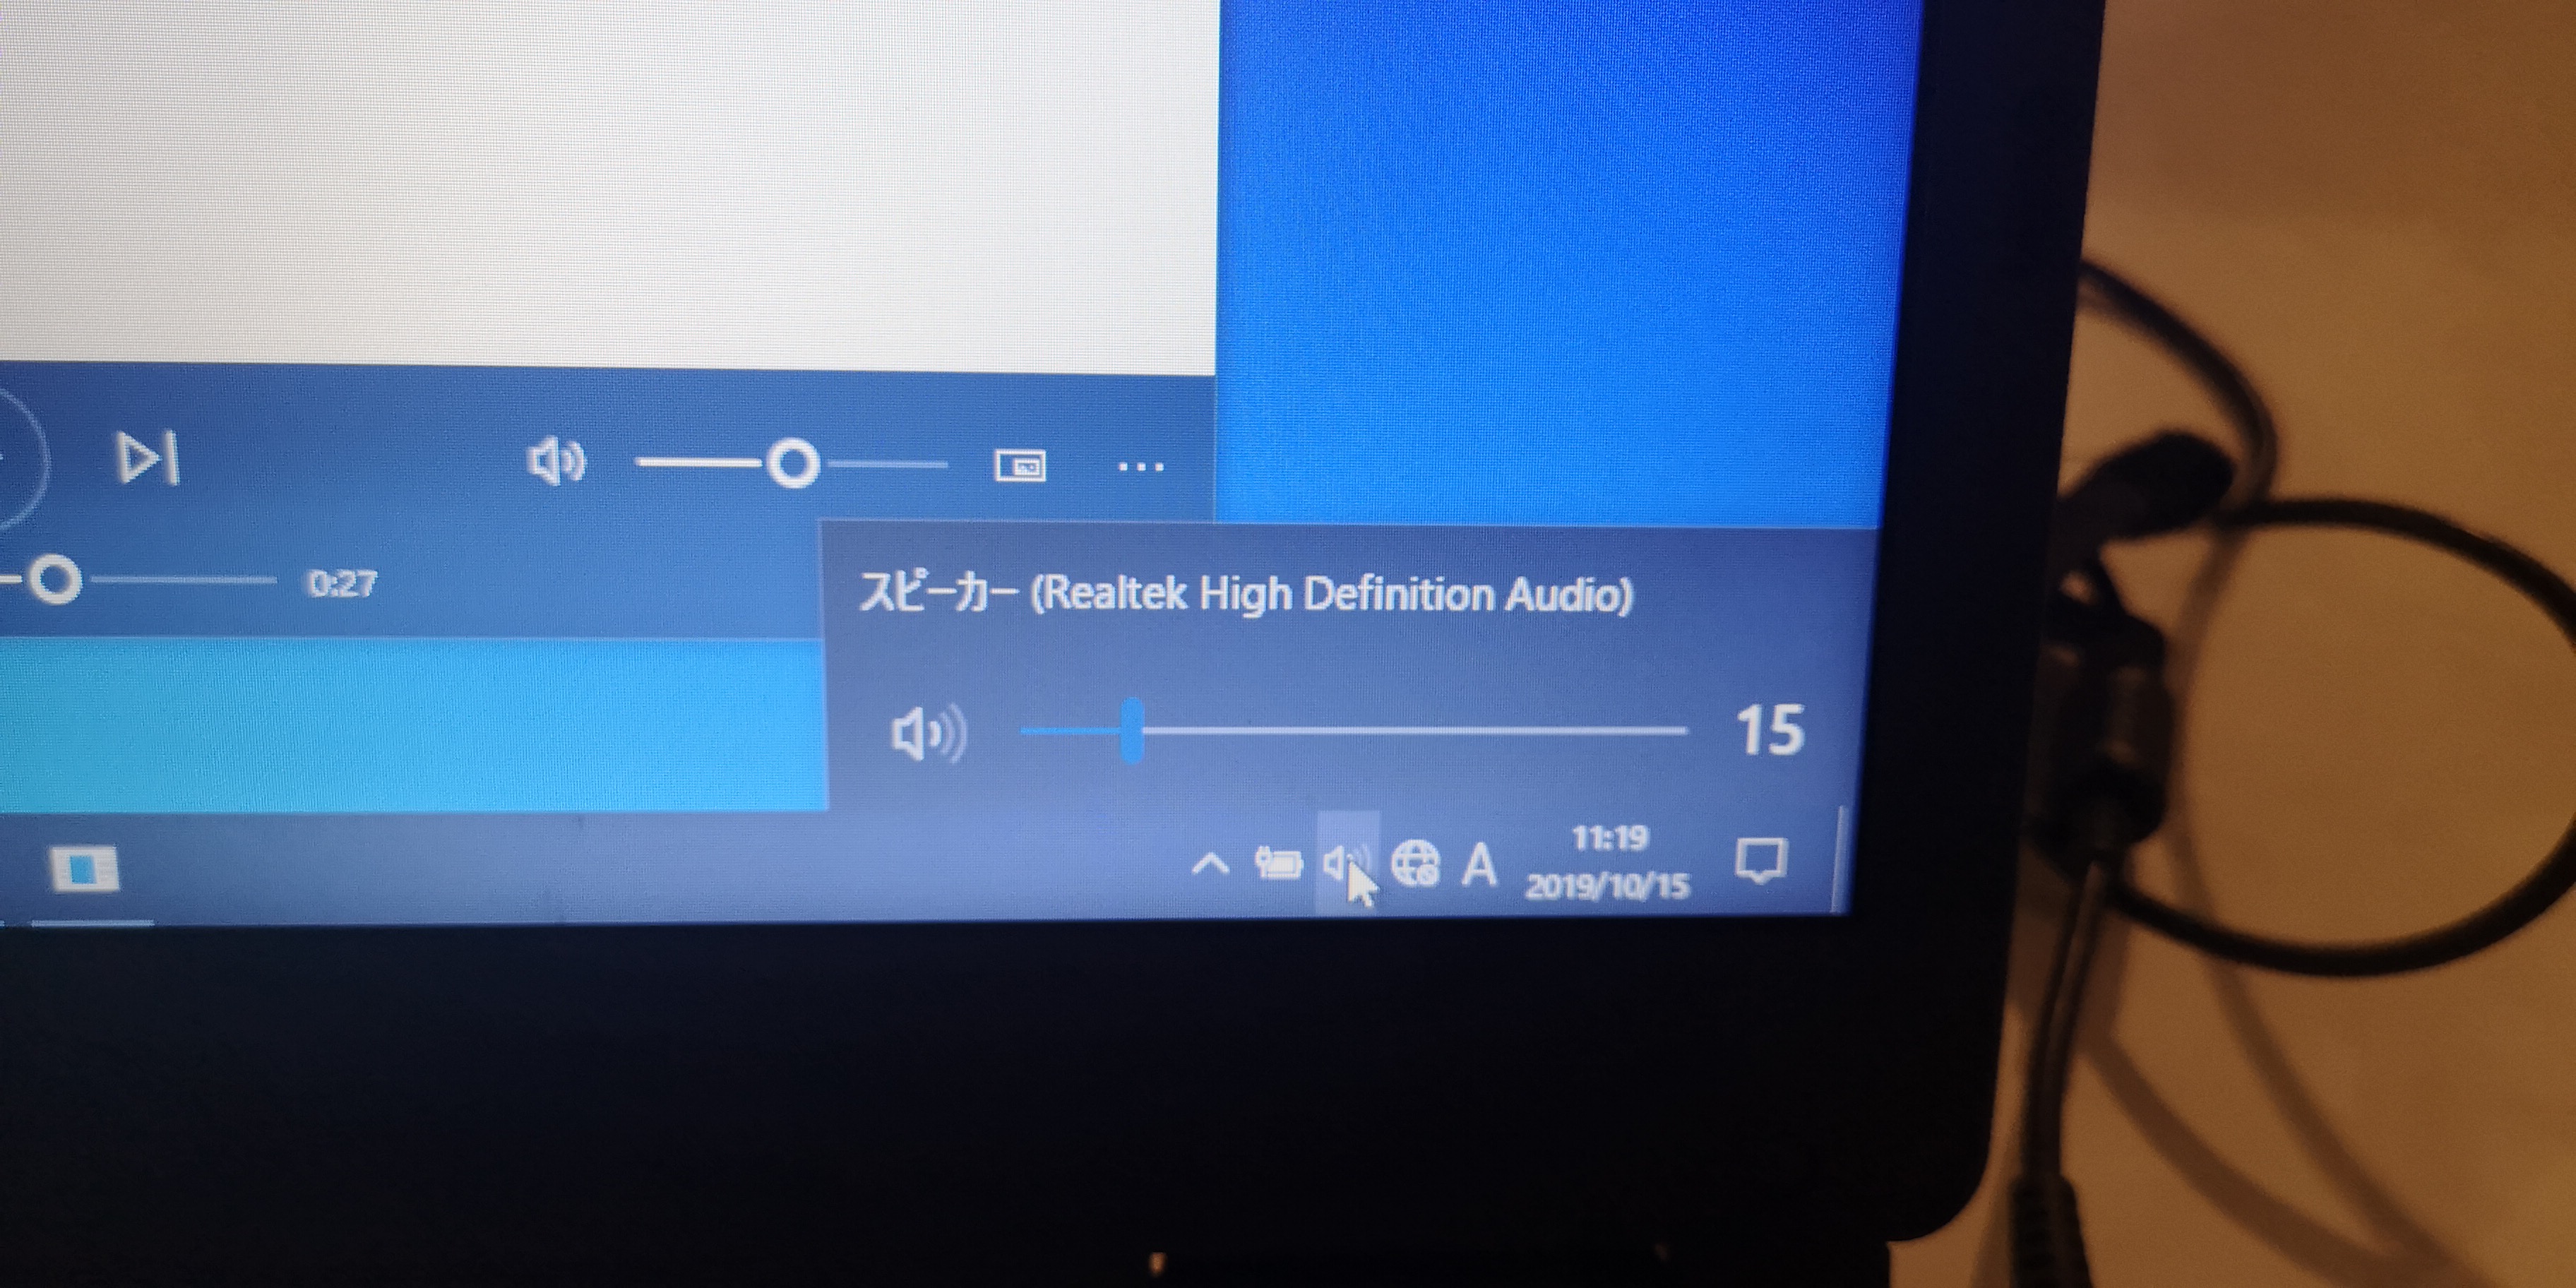 0:27
スピーカー (Realtek High Definition Audio)
15
A
11:19
2019/10/15